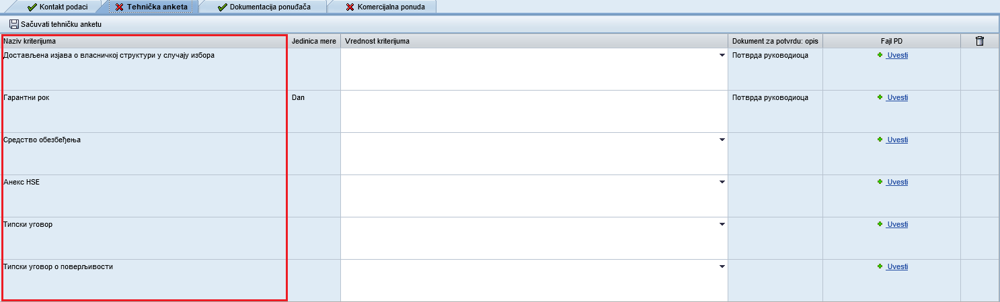 Kontakt podaci Tehnička anketa Dokumentacija ponuđača Komercijalna ponuda
Sačuvati tehničku anketu
Naziv kriterijuma Jedinica mere Vrednost kriterijuma Dokument za potvrdu: opis Fajl PD
Достављена изјава о власничкој структури у случају избора Потврда руководиоца Uvesti
Гарантни рок Dan Потврда руководиоца Uvesti
Средство обезбеђења Uvesti
Анекс HSE Uvesti
Типски уговор Uvesti
Типски уговор о поверљивости Uvesti